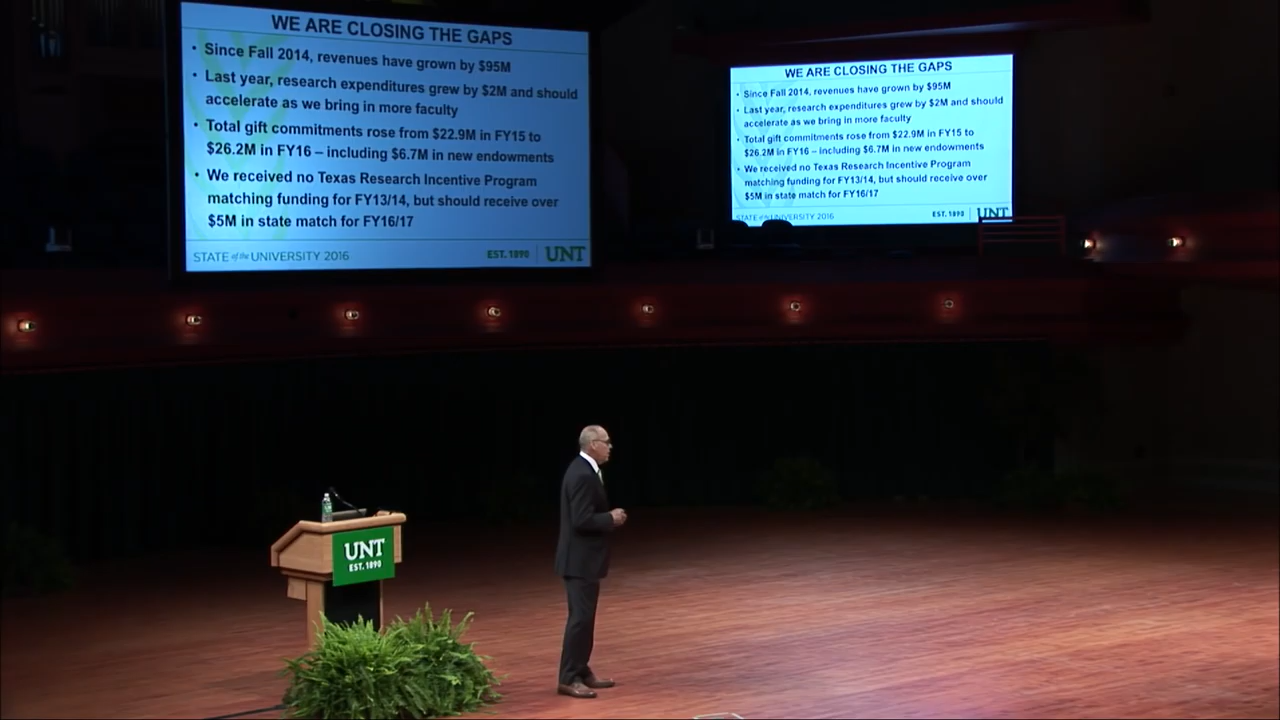 WE ARE CLOSING THE GAPS
• Since Fall 2014, revenues have grown by $95M
• Last year, research expenditures grew by $2M and should
accelerate as we bring in more faculty
• Total gift commitments rose from $22.9M in FY15 to
$26.2M in FY16 – including $6.7M in new endowments
• We received no Texas Research Incentive Program
matching funding for FY13/14, but should receive over
$5M in state match for FY16/17
STATE of the UNIVERSITY 2016 EST. 1890 UNT
WE ARE CLOSING THE GAPS
• Since Fall 2014, revenues have grown by $95M
• Last year, research expenditures grew by $2M and should
accelerate as we bring in more faculty
• Total gift commitments rose from $22.9M in FY15 to
$26.2M in FY16 – including $6.7M in new endowments
• We received no Texas Research Incentive Program
matching funding for FY13/14, but should receive over
$5M in state match for FY16/17
STATE of the UNIVERSITY 2016 EST. 1890 UNT
UNT
EST. 1890